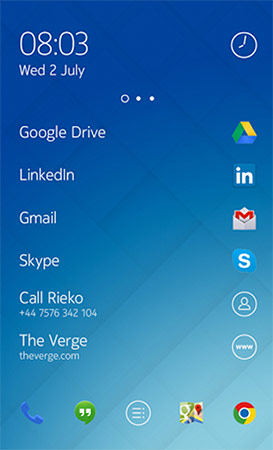 08:03
Wed 2 July
Google Drive
LinkedIn
in
Gmail
Skype
S
Call Rieko
+44 7576 342 104
The Verge
theverge.com
www